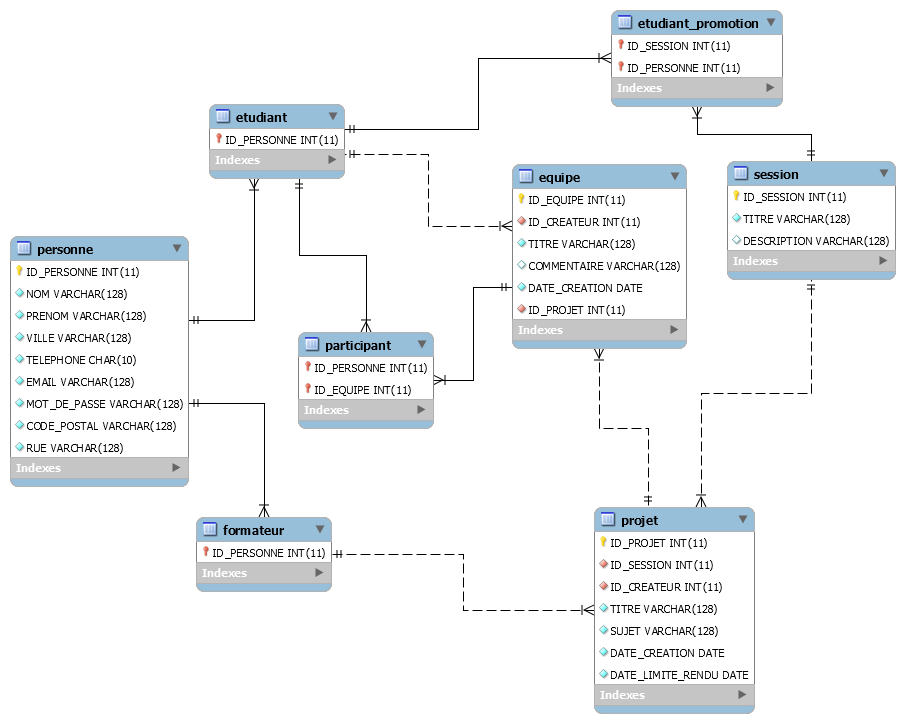 etudiant_promotion
ID_SESSION INT(11)
ID_PERSONNE INT(11)
Indexes
etudiant
ID_PERSONNE INT(11)
Indexes
equipe
ID_EQUIPE INT(11)
ID_CREATEUR INT(11)
TITRE VARCHAR(128)
COMMENTAIRE VARCHAR(128)
DATE_CREATION DATE
ID_PROJET INT(11)
Indexes
session
ID_SESSION INT(11)
TITRE VARCHAR(128)
DESCRIPTION VARCHAR(128)
Indexes
personne
ID_PERSONNE INT(11)
NOM VARCHAR(128)
PRENOM VARCHAR(128)
VILLE VARCHAR(128)
TELEPHONE CHAR(10)
EMAIL VARCHAR(128)
MOT_DE_PASSE VARCHAR(128)
CODE_POSTAL VARCHAR(128)
RUE VARCHAR(128)
Indexes
participant
ID_PERSONNE INT(11)
ID_EQUIPE INT(11)
Indexes
formateur
ID_PERSONNE INT(11)
Indexes
projet
ID_PROJET INT(11)
ID_SESSION INT(11)
ID_CREATEUR INT(11)
TITRE VARCHAR(128)
SUJET VARCHAR(128)
DATE_CREATION DATE
DATE_LIMITE_RENDU DATE
Indexes